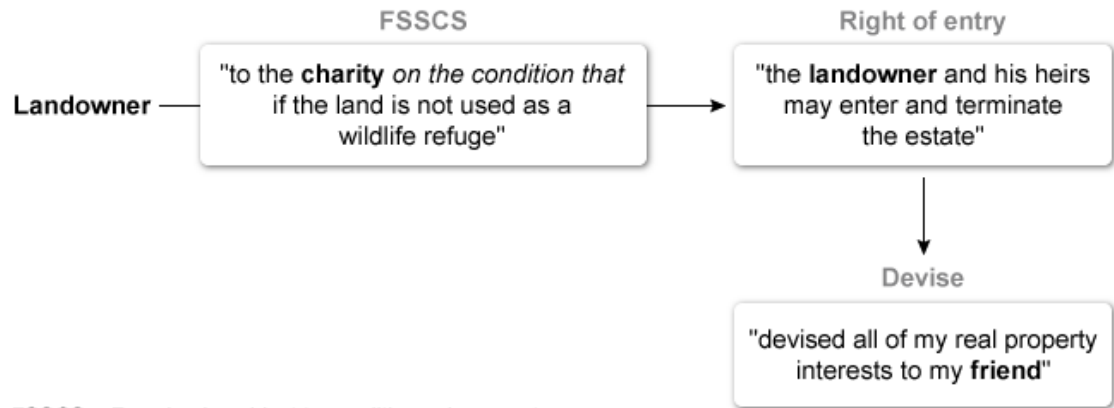 FSSCS
Right of entry
Landowner
"to the charity on the condition that
if the land is not used as a
wildlife refuge"
"the landowner and his heirs
may enter and terminate
the estate"
Devise
"devised all of my real property
interests to my friend"